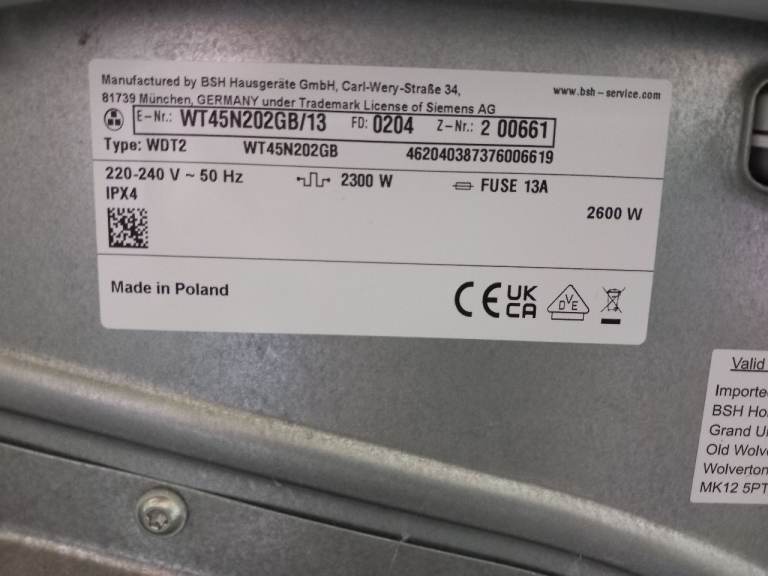 Manufactured by BSH Hausgeräte GmbH, Carl-Wery-Straße 34,
81739 München, GERMANY under Trademark License of Siemens AG
www.bsh-service.com
E-Nr.: WT45N202GB/13 FD: 0204 Z-Nr.: 2 00661
Type: WDT2 WT45N202GB 462040387376006619
220-240 V ~ 50 Hz 2300 W FUSE 13A
IPX4
2600 W
Made in Poland
CE UK CA DVE
Valid
Importe
BSH Ho
Grand U
Old Wolv
Wolverton
MK12 5PT